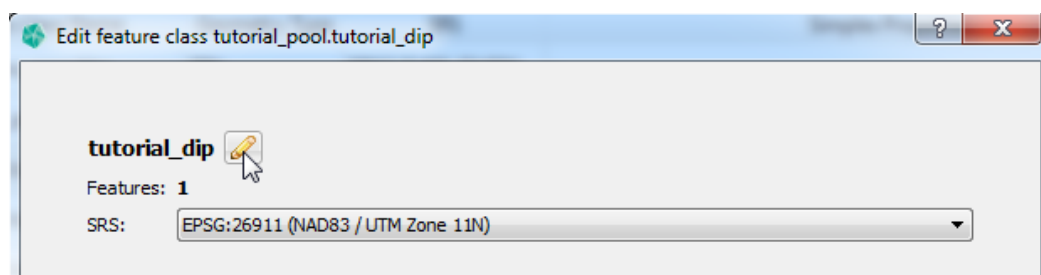 Edit feature class tutorial_pool.tutorial_dip
tutorial_dip
Features: 1
SRS: EPSG:26911 (NAD83 / UTM Zone 11N)